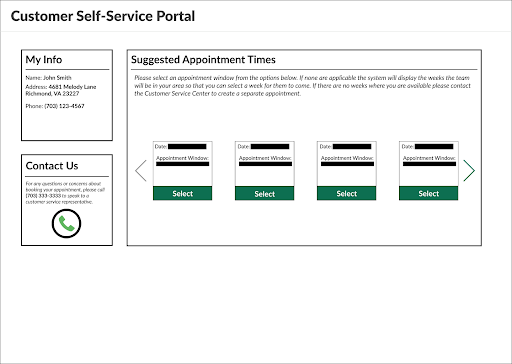 Customer Self-Service Portal
My Info
Name: John Smith
Address: 4681 Melody Lane
Richmond, VA 23227
Phone: (703) 123-4567
Contact Us
For any questions or concerns about
booking your appointment, please call
(703) 333-3333 to speak to a
customer service representative.
Suggested Appointment Times
Please select an appointment window from the options below. If none are applicable the system will display the weeks the team
will be in your area so that you can select a week for them to come. If there are no weeks where you are available please contact
the Customer Service Center to create a separate appointment.
Date:
Appointment Window:
Select
Date:
Appointment Window:
Select
Date:
Appointment Window:
Select
Date:
Appointment Window:
Select